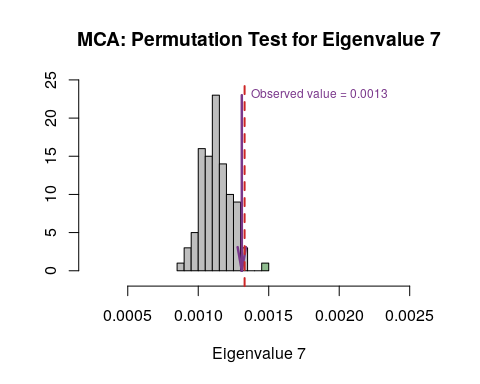 MCA: Permutation Test for Eigenvalue 7
Observed value = 0.0013
25
20
15
10
5
0
0.0005 0.0010 0.0015 0.0020 0.0025
Eigenvalue 7